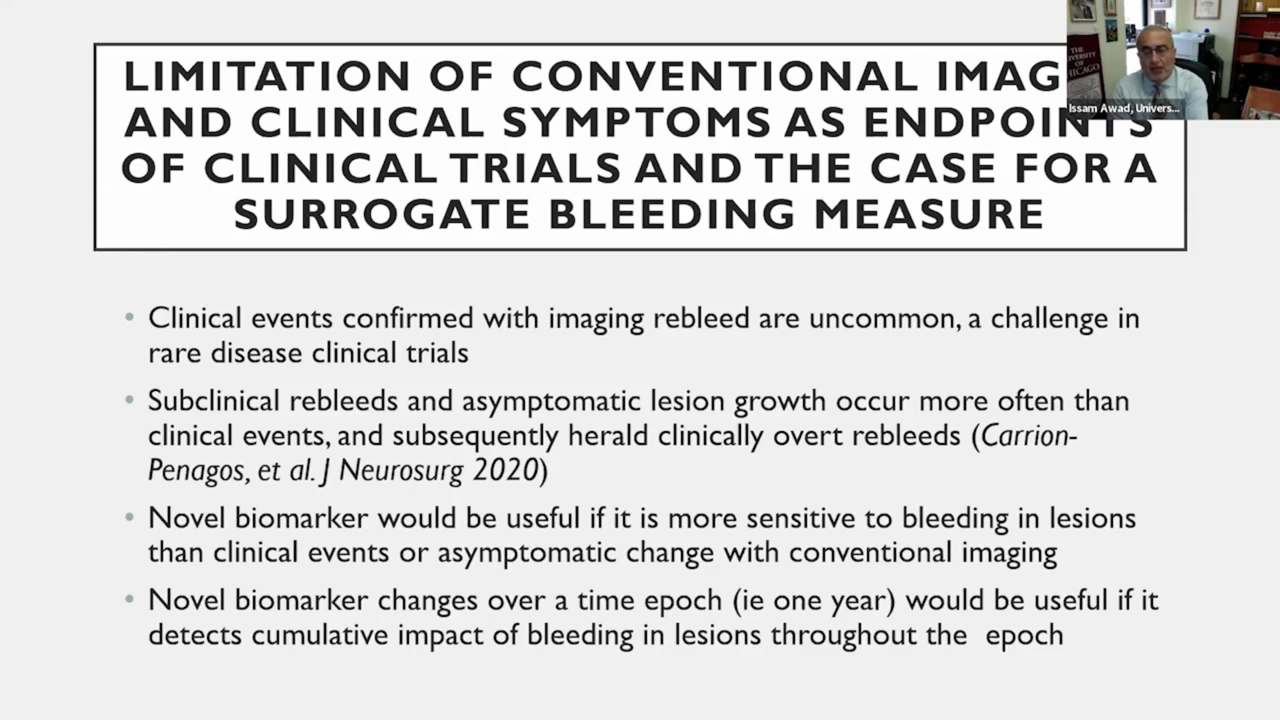 LIMITATION OF CONVENTIONAL IMAG
AND CLINICAL SYMPTOMS AS ENDPOINTS
OF CLINICAL TRIALS AND THE CASE FOR A
SURROGATE BLEEDING MEASURE
THE
UNIVERSITY
OF
CHICAGO
Issam Awad, Univers...
• Clinical events confirmed with imaging rebleed are uncommon, a challenge in
rare disease clinical trials
• Subclinical rebleeds and asymptomatic lesion growth occur more often than
clinical events, and subsequently herald clinically overt rebleeds (Carrion-
Penagos, et al. J Neurosurg 2020)
• Novel biomarker would be useful if it is more sensitive to bleeding in lesions
than clinical events or asymptomatic change with conventional imaging
• Novel biomarker changes over a time epoch (ie one year) would be useful if it
detects cumulative impact of bleeding in lesions throughout the epoch